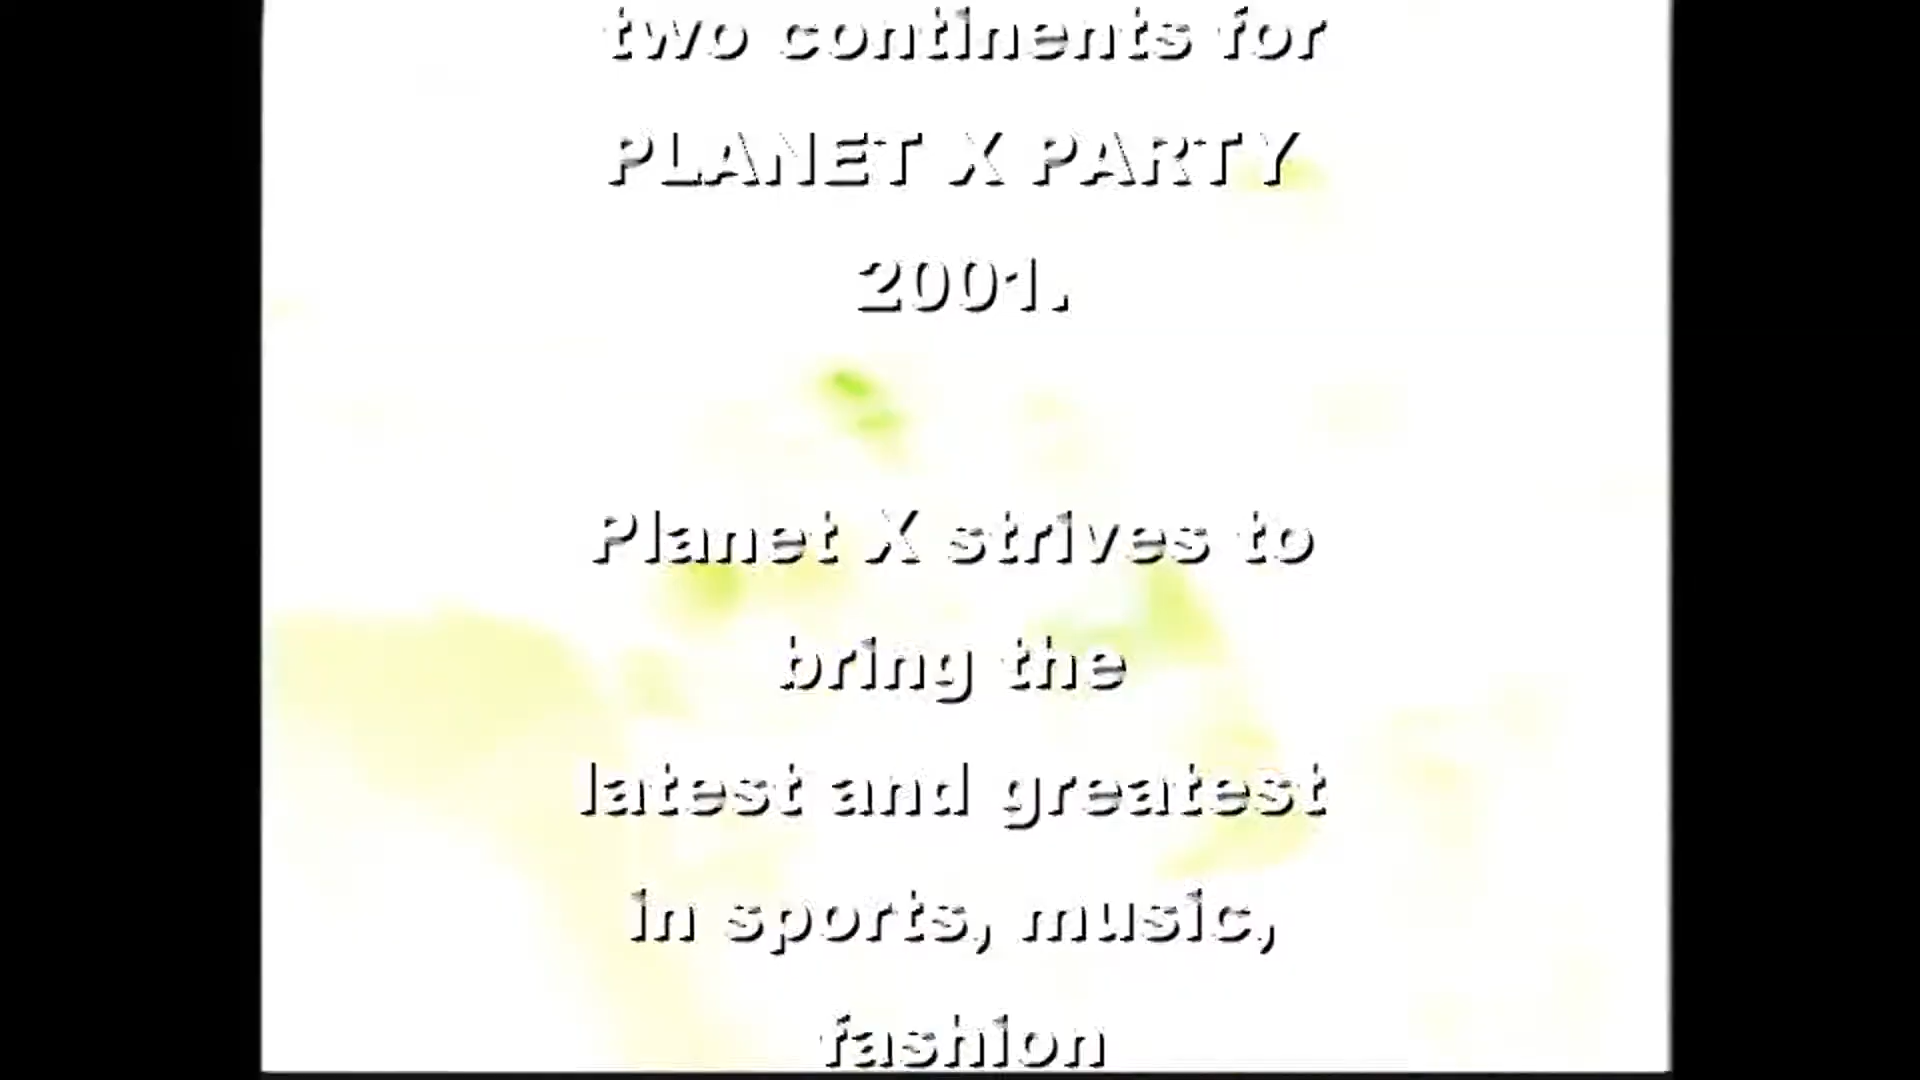 two continents for
PLANET X PARTY
2001.
Planet X strives to
bring the
latest and greatest
in sports, music,
fashion